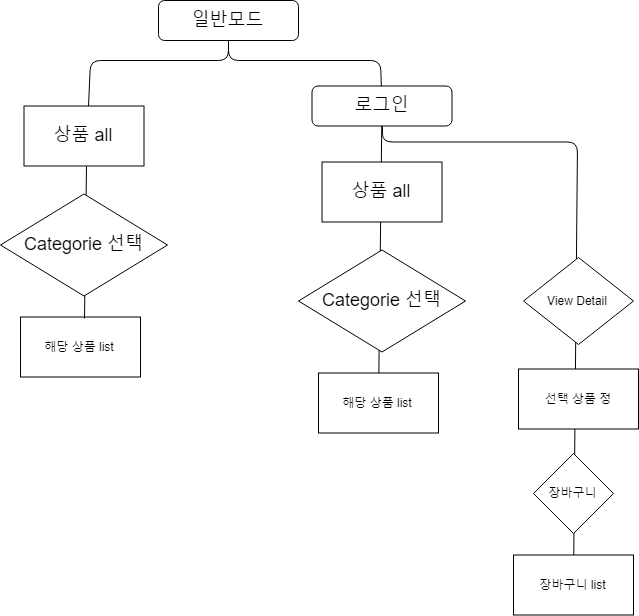 일반모드
로그인
상품 all
상품 all
Categorie 선택
Categorie 선택
View Detail
해당 상품 list
해당 상품 list
선택 상품 정
장바구니
장바구니 list